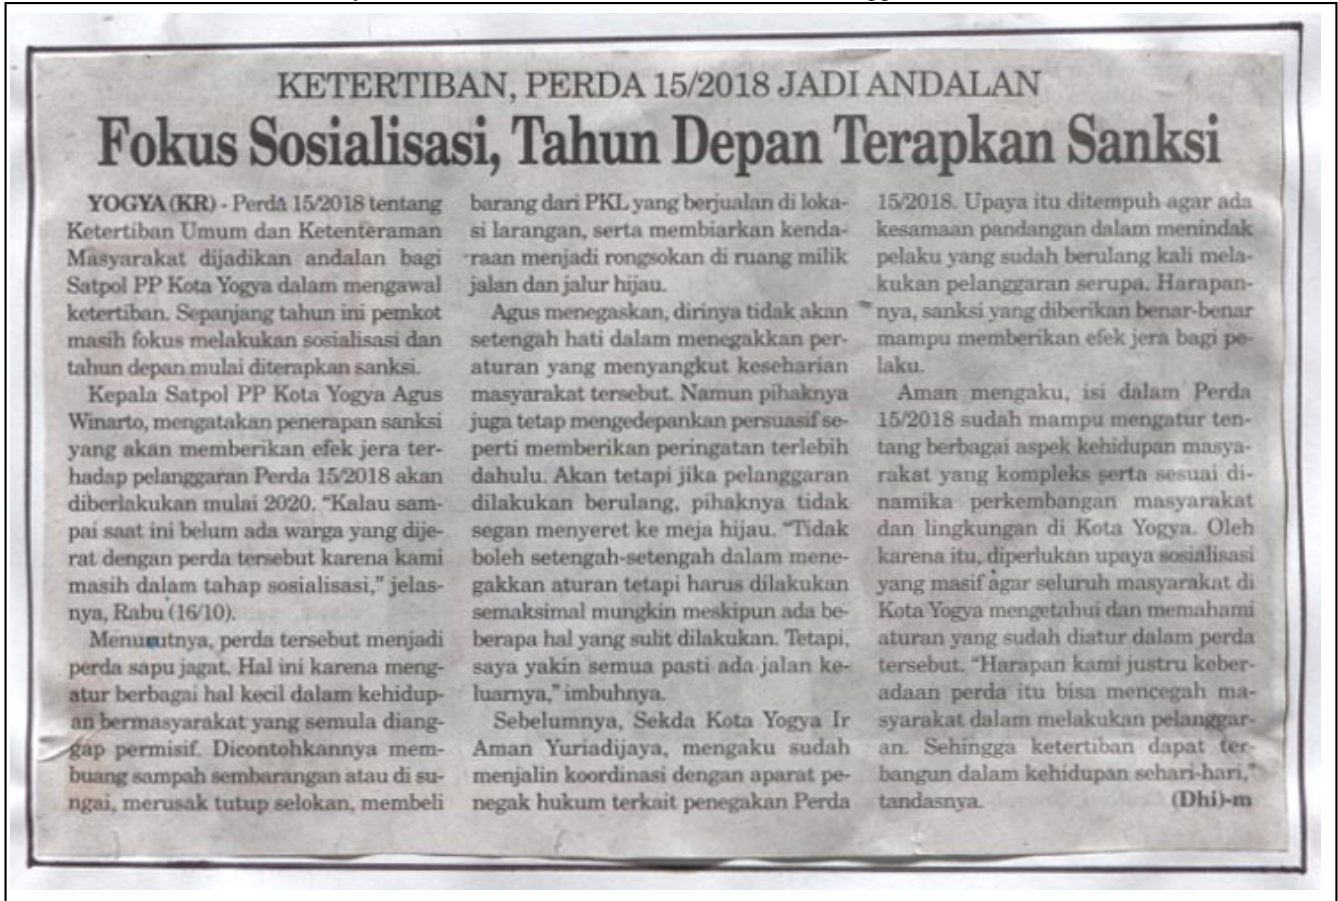 KETERTIBAN, PERDA 15/2018 JADI ANDALAN
Fokus Sosialisasi, Tahun Depan Terapkan Sanksi
YOGYA (KR) - Perda 15/2018 tentang
Ketertiban Umum dan Ketenteraman
Masyarakat dijadikan andalan bagi
Satpol PP Kota Yogya dalam mengawal
ketertiban. Sepanjang tahun ini pemkot
masih fokus melakukan sosialisasi dan
tahun depan mulai diterapkan sanksi.
Kepala Satpol PP Kota Yogya Agus
Winarto, mengatakan penerapan sanksi
yang akan memberikan efek jera ter-
hadap pelanggaran Perda 15/2018 akan
diberlakukan mulai 2020. “Kalau sam-
pai saat ini belum ada warga yang dije-
rat dengan perda tersebut karena kami
masih dalam tahap sosialisasi,” jelas-
nya, Rabu (16/10).
Menurutnya, perda tersebut menjadi
perda sapu jagat. Hal ini karena meng-
atur berbagai hal kecil dalam kehidup-
an bermasyarakat yang semula diang-
gap permisif. Dicontohkannya mem-
buang sampah sembarangan atau di su-
ngai, merusak tutup selokan, membeli
barang dari PKL yang berjualan di loka-
si larangan, serta membiarkan kenda-
raan menjadi rongsokan di ruang milik
jalan dan jalur hijau.
Agus menegaskan, dirinya tidak akan
setengah hati dalam menegakkan per-
aturan yang menyangkut keseharian
masyarakat tersebut. Namun pihaknya
juga tetap mengedepankan persuasif se-
perti memberikan peringatan terlebih
dahulu. Akan tetapi jika pelanggaran
dilakukan berulang, pihaknya tidak
segan menyeret ke meja hijau. “Tidak
boleh setengah-setengah dalam mene-
gakkan aturan tetapi harus dilakukan
semaksimal mungkin meskipun ada be-
berapa hal yang sulit dilakukan. Tetapi,
saya yakin semua pasti ada jalan ke-
luarnya,” imbuhnya.
Sebelumnya, Sekda Kota Yogya Ir
Aman Yuriadijaya, mengaku sudah
menjalin koordinasi dengan aparat pe-
negak hukum terkait penegakan Perda
15/2018. Upaya itu ditempuh agar ada
kesamaan pandangan dalam menindak
pelaku yang sudah berulang kali mela-
kukan pelanggaran serupa. Harapan-
nya, sanksi yang diberikan benar-benar
mampu memberikan efek jera bagi pe-
laku.
Aman mengaku, isi dalam Perda
15/2018 sudah mampu mengatur ten-
tang berbagai aspek kehidupan masya-
rakat yang kompleks serta sesuai di-
namika perkembangan masyarakat
dan lingkungan di Kota Yogya. Oleh
karena itu, diperlukan upaya sosialisasi
yang masif agar seluruh masyarakat di
Kota Yogya mengetahui dan memahami
aturan yang sudah diatur dalam perda
tersebut. “Harapan kami justru keber-
adaan perda itu bisa mencegah ma-
syarakat dalam melakukan pelanggar-
an. Sehingga ketertiban dapat ter-
bangun dalam kehidupan sehari-hari,”
tandasnya. (Dhi)-m